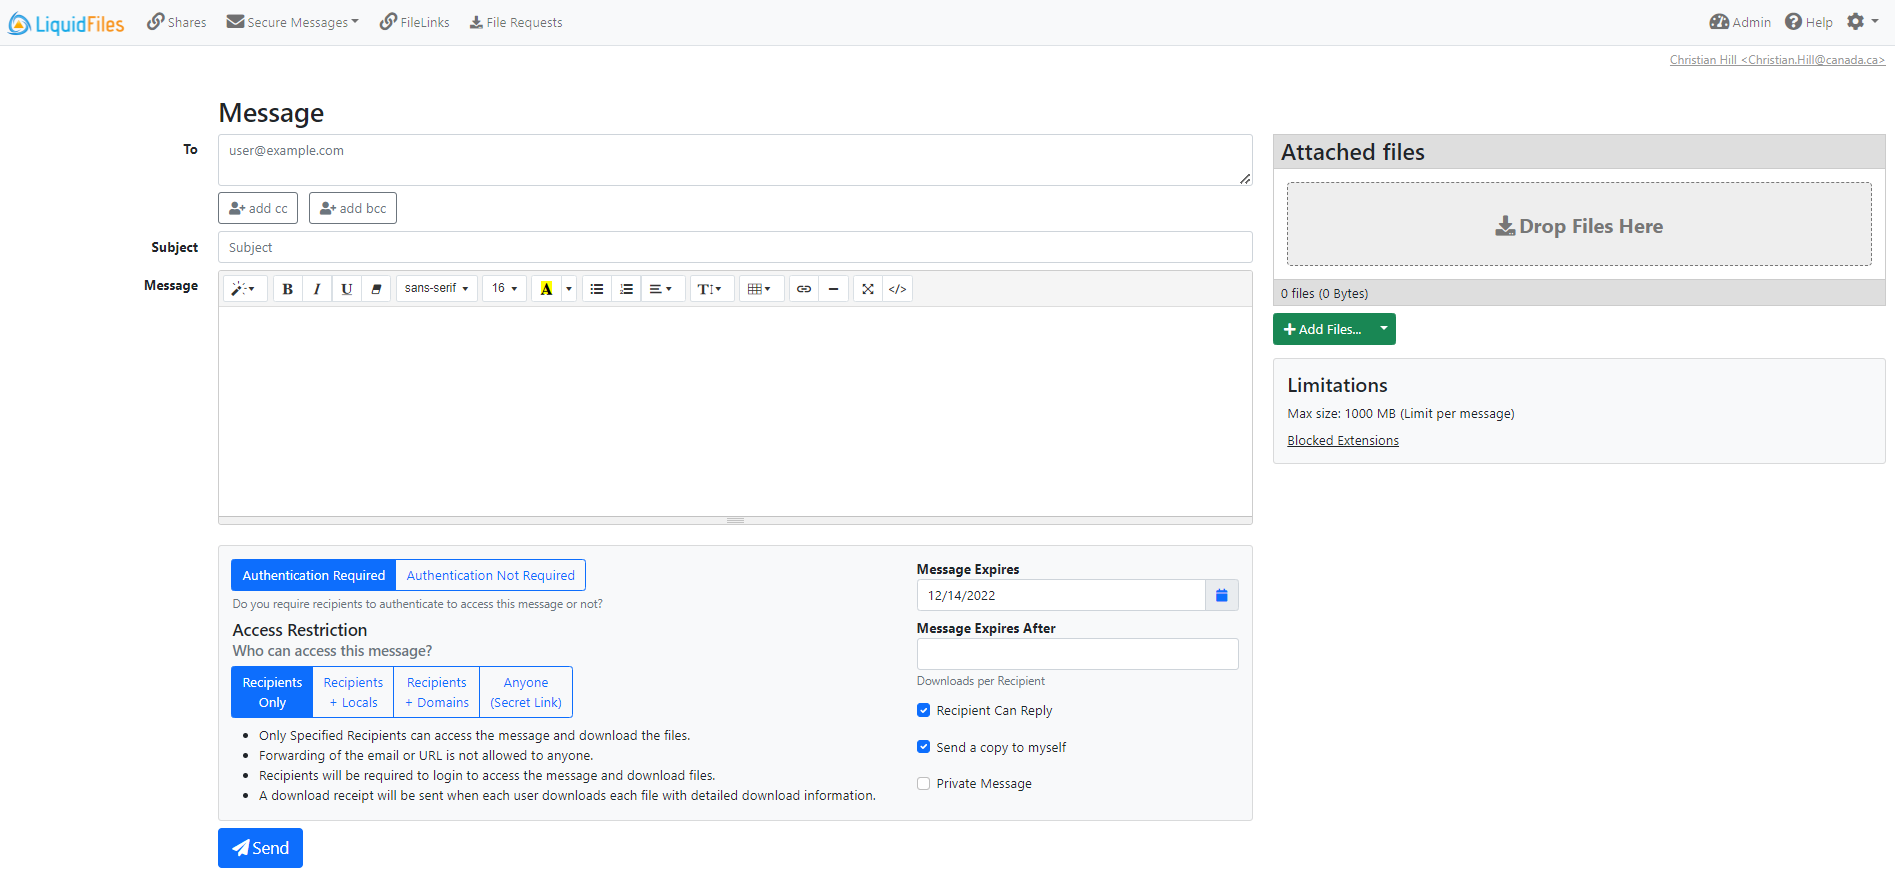 LiquidFiles Shares Secure Messages FileLinks File Requests Admin Help
Christian Hill <Christian.Hill@canada.ca>
Message
To
user@example.com
add cc add bcc
Subject
Subject
Message
B I U sans-serif 16 A T </>
Attached files
Drop Files Here
0 files (0 Bytes)
Add Files...
Limitations
Max size: 1000 MB (Limit per message)
Blocked Extensions
Authentication Required Authentication Not Required
Do you require recipients to authenticate to access this message or not?
Access Restriction
Who can access this message?
Recipients Only
Recipients + Locals
Recipients + Domains
Anyone (Secret Link)
Only Specified Recipients can access the message and download the files.
Forwarding of the email or URL is not allowed to anyone.
Recipients will be required to login to access the message and download files.
A download receipt will be sent when each user downloads each file with detailed download information.
Message Expires
12/14/2022
Message Expires After
Downloads per Recipient
Recipient Can Reply
Send a copy to myself
Private Message
Send